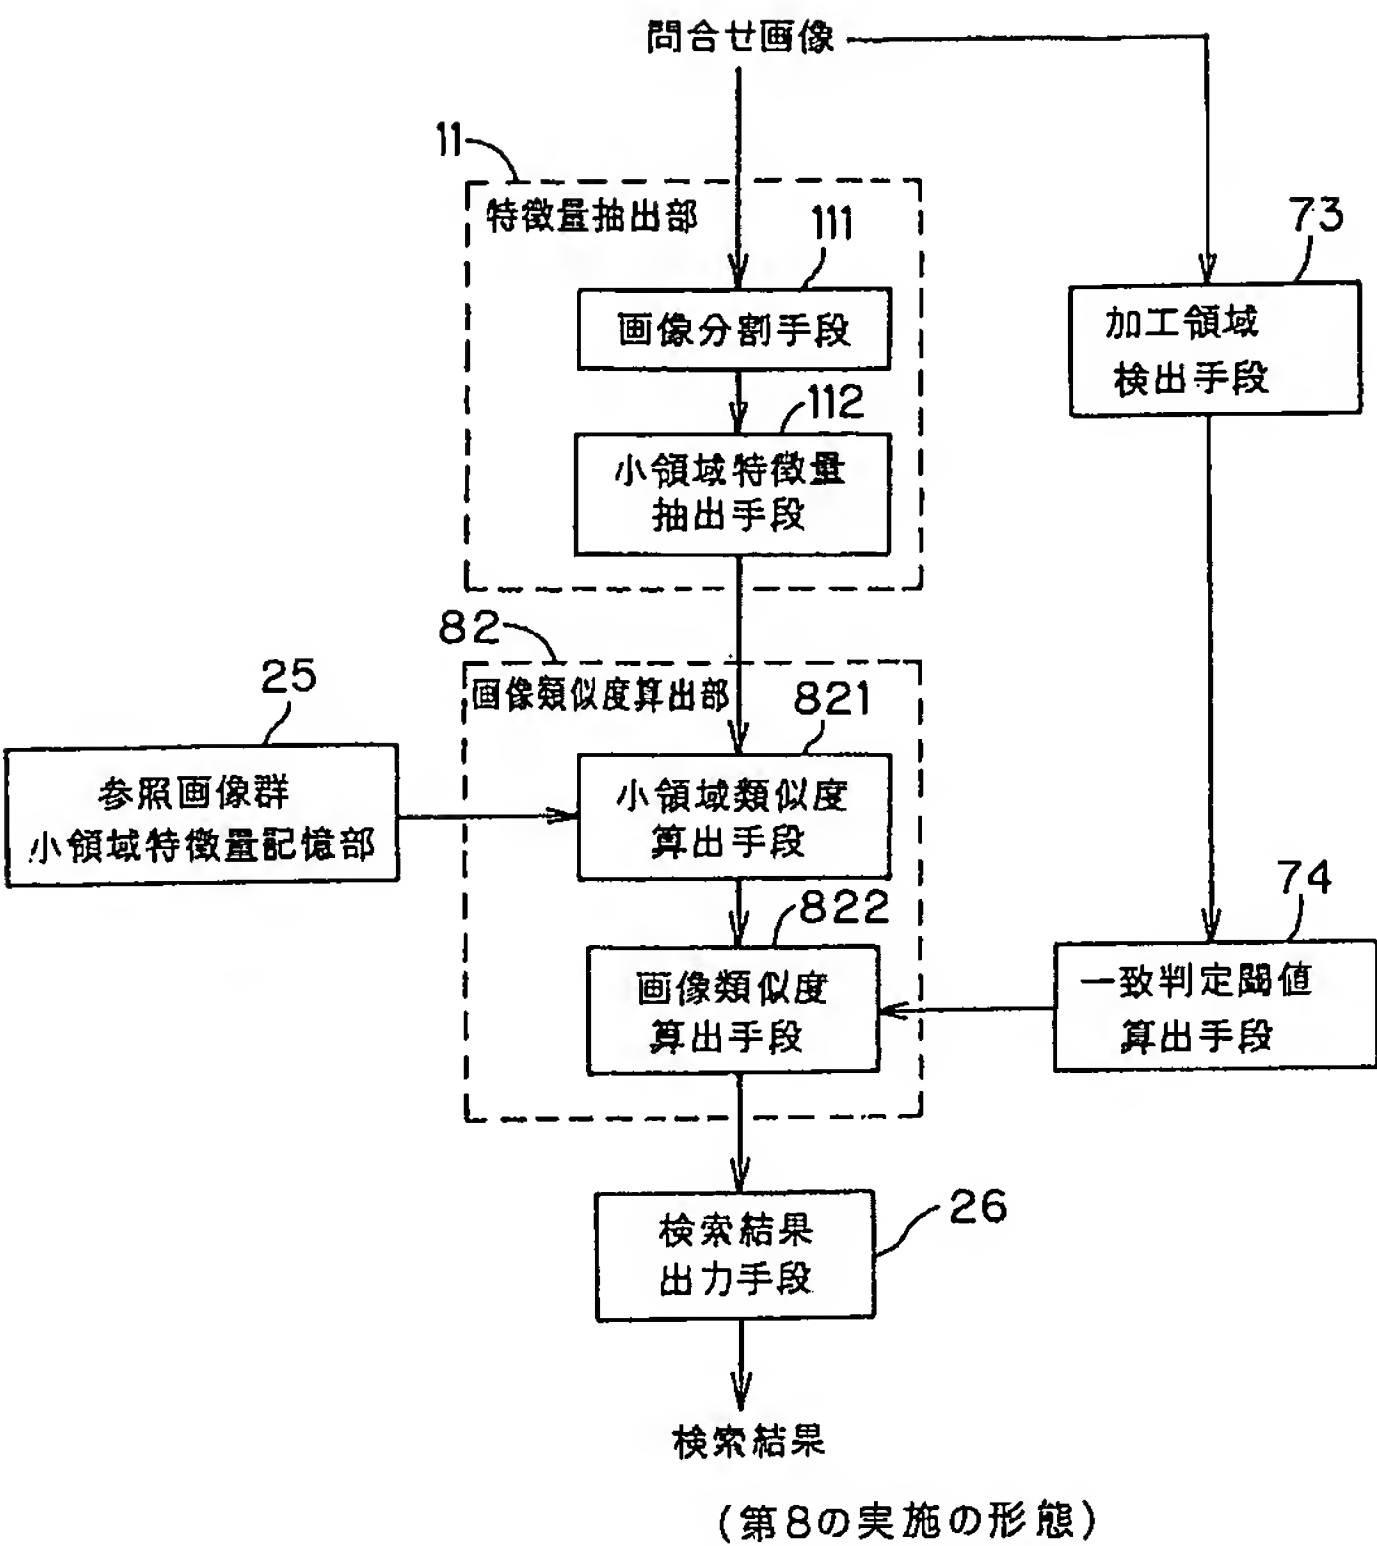 問合せ画像
11
特徴量抽出部
111
画像分割手段
112
小領域特徴量
抽出手段
73
加工領域
検出手段
82
画像類似度算出部
25
参照画像群
小領域特徴量記憶部
821
小領域類似度
算出手段
822
画像類似度
算出手段
74
一致判定閾値
算出手段
26
検索結果
出力手段
検索結果
(第8の実施の形態)